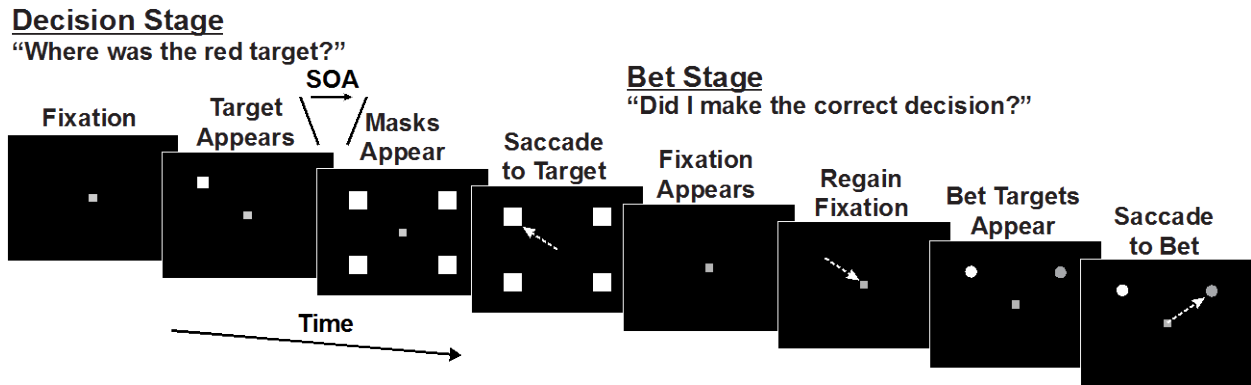 Decision Stage
“Where was the red target?”
SOA
Fixation
Target
Appears
Masks
Appear
Saccade
to Target
Time
Bet Stage
“Did I make the correct decision?”
Fixation
Appears
Regain
Fixation
Bet Targets
Appear
Saccade
to Bet